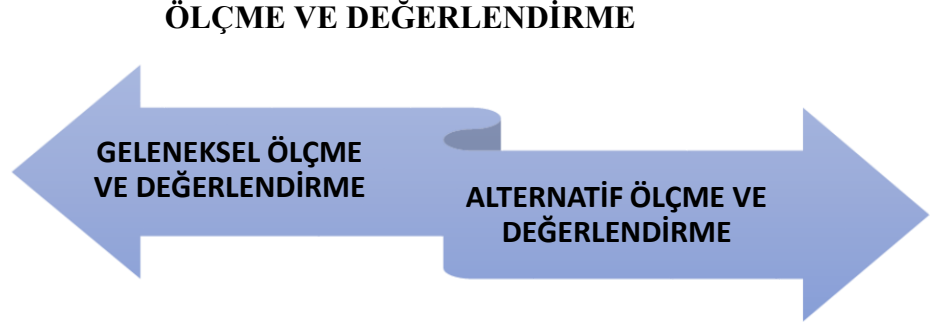 ÖLÇME VE DEĞERLENDİRME
GELENEKSEL ÖLÇME
VE DEĞERLENDİRME
ALTERNATİF ÖLÇME VE
DEĞERLENDİRME